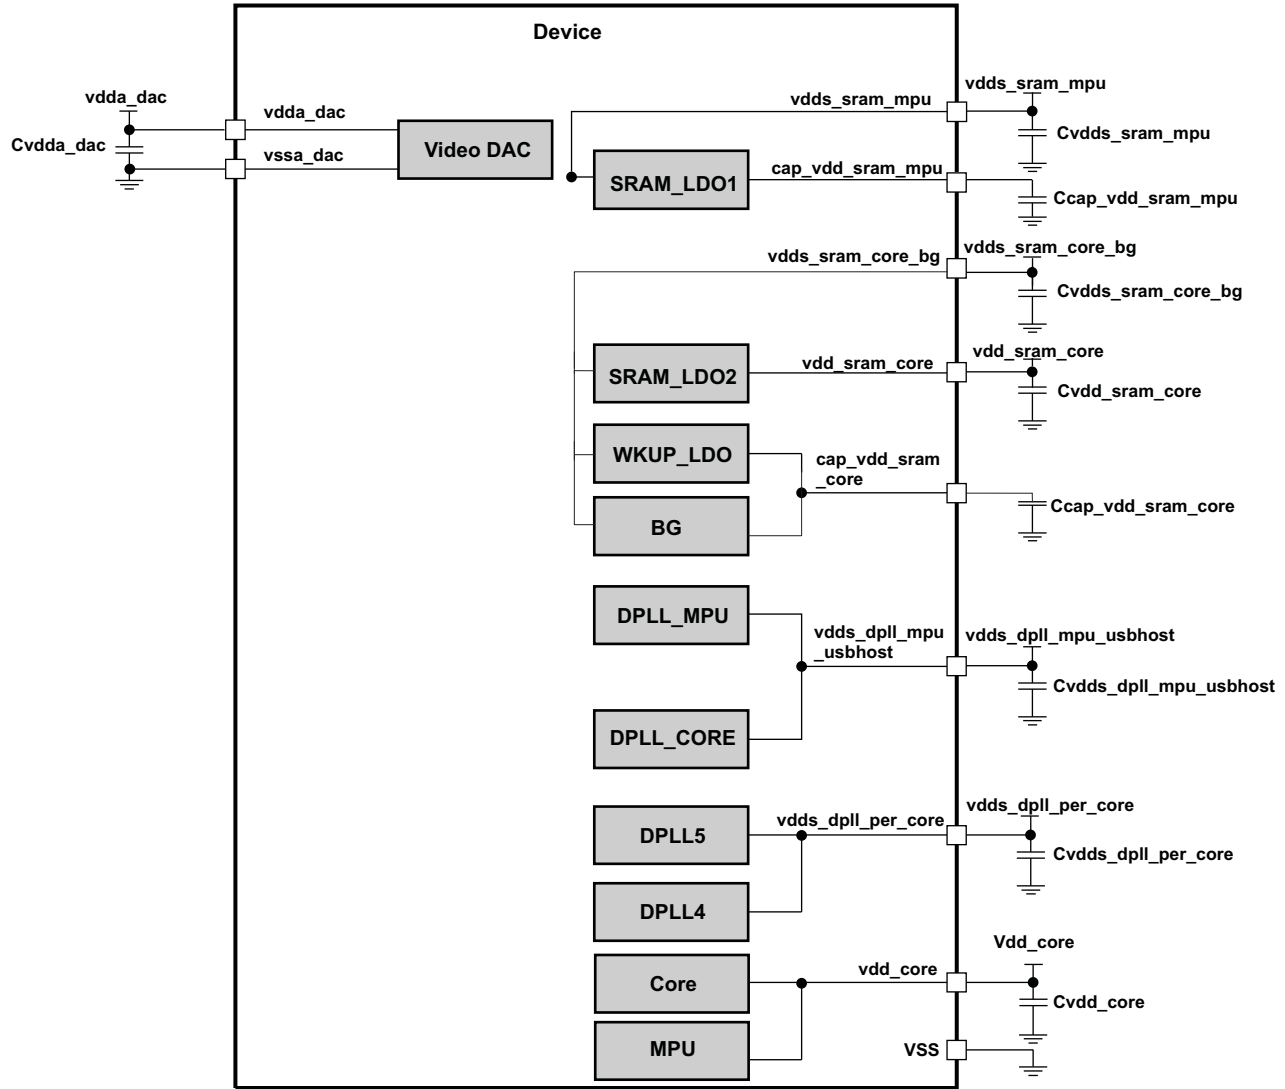 Device
vdda_dac
vdda_dac
Cvdda_dac
vssa_dac
Video DAC
vdds_sram_mpu
vdds_sram_mpu
Cvdds_sram_mpu
SRAM_LDO1
cap_vdd_sram_mpu
Ccap_vdd_sram_mpu
vdds_sram_core_bg
vdds_sram_core_bg
Cvdds_sram_core_bg
SRAM_LDO2
vdd_sram_core
vdd_sram_core
Cvdd_sram_core
WKUP_LDO
cap_vdd_sram
_core
Ccap_vdd_sram_core
BG
DPLL_MPU
vdds_dpll_mpu
_usbhost
vdds_dpll_mpu_usbhost
Cvdds_dpll_mpu_usbhost
DPLL_CORE
DPLL5
vdds_dpll_per_core
vdds_dpll_per_core
Cvdds_dpll_per_core
DPLL4
Core
vdd_core
Vdd_core
Cvdd_core
MPU
VSS